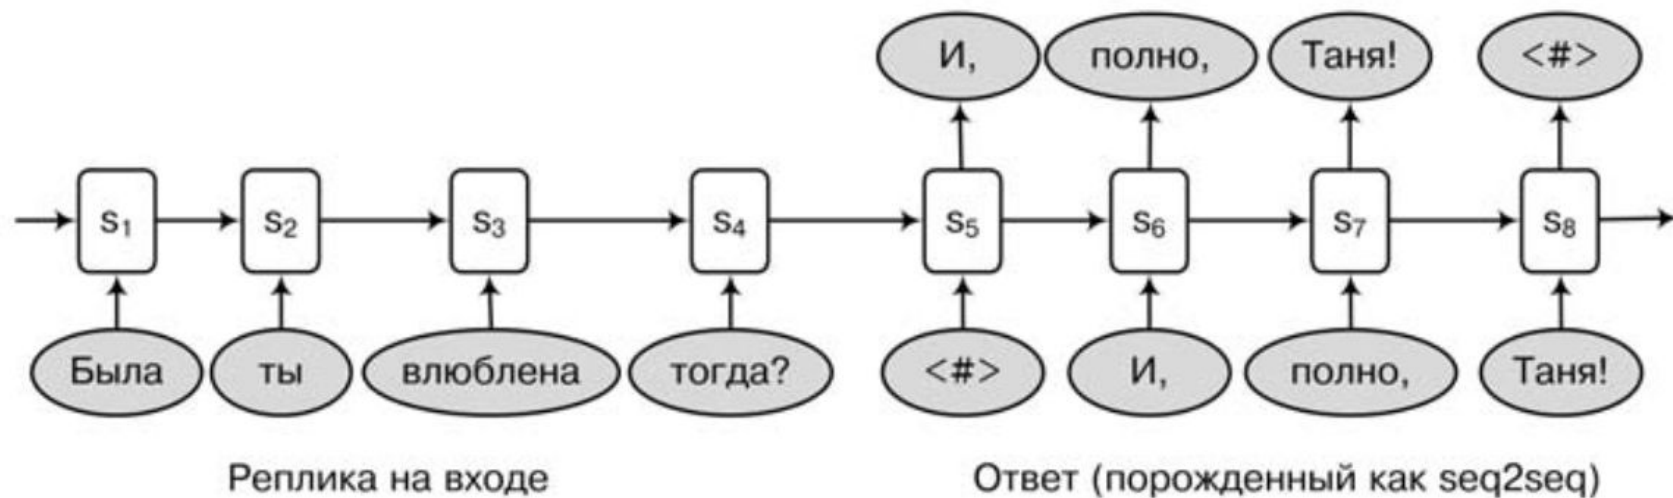 И, полно, Таня! <#>
s1 s2 s3 s4 s5 s6 s7 s8
Была ты влюблена тогда? <#> И, полно, Таня!
Реплика на входе Ответ (порожденный как seq2seq)